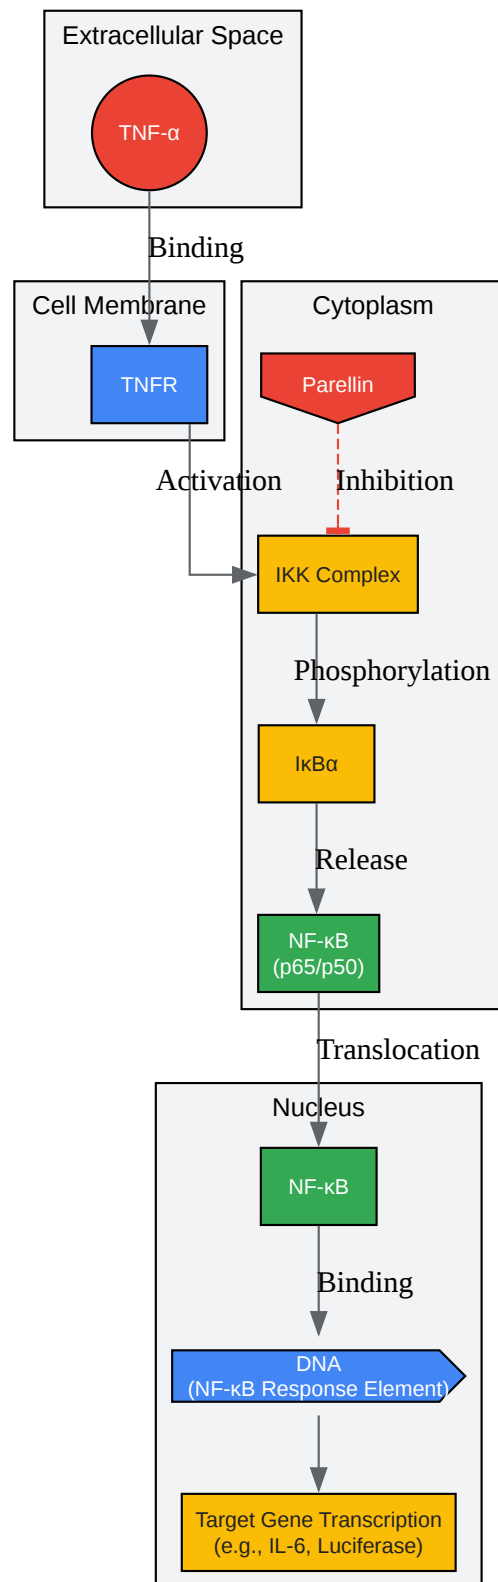 Extracellular Space
TNF-α
Binding
Cell Membrane
TNFR
Cytoplasm
Parellin
Activation
Inhibition
IKK Complex
Phosphorylation
IκBα
Release
NF-κB
(p65/p50)
Translocation
Nucleus
NF-κB
Binding
DNA
(NF-κB Response Element)
Target Gene Transcription
(e.g., IL-6, Luciferase)